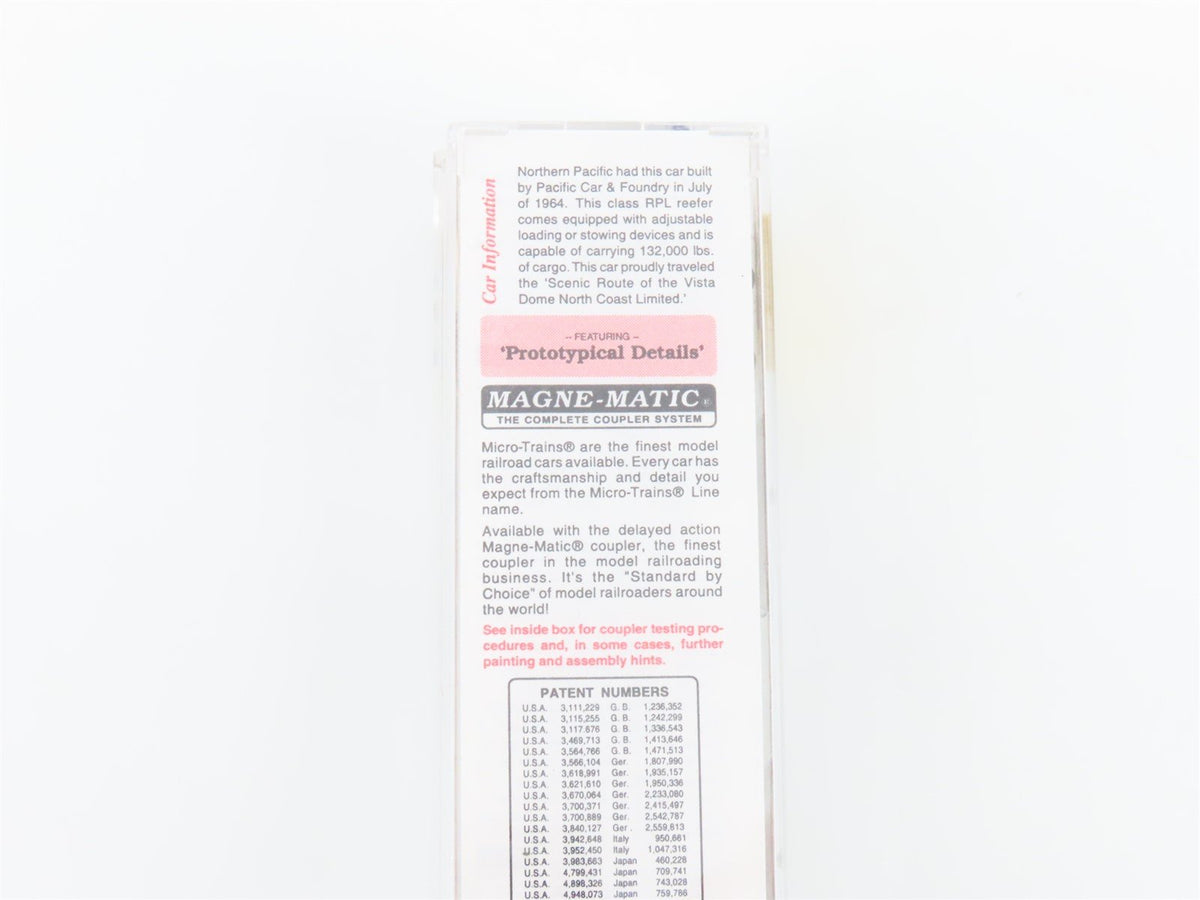 Car Information
Northern Pacific had this car built
by Pacific Car & Foundry in July
of 1964. This class RPL reefer
comes equipped with adjustable
loading or stowing devices and is
capable of carrying 132,000 lbs.
of cargo. This car proudly traveled
the 'Scenic Route of the Vista
Dome North Coast Limited.'
-- FEATURING --
'Prototypical Details'
MAGNE-MATIC®
THE COMPLETE COUPLER SYSTEM
Micro-Trains® are the finest model
railroad cars available. Every car has
the craftsmanship and detail you
expect from the Micro-Trains® Line
name.
Available with the delayed action
Magne-Matic® coupler, the finest
coupler in the model railroading
business. It's the "Standard by
Choice" of model railroaders around
the world!
See inside box for coupler testing pro-
cedures and, in some cases, further
painting and assembly hints.
PATENT NUMBERS
U.S.A. 3,111,229 G. B. 1,236,352
U.S.A. 3,115,255 G. B. 1,242,299
U.S.A. 3,117.676 G. B. 1,336,543
U.S.A. 3,469,713 G. B. 1,413,646
U.S.A. 3,564,766 G. B. 1,471,513
U.S.A. 3,566,104 Ger. 1,807,990
U.S.A. 3,618,991 Ger. 1,935,157
U.S.A. 3,621,610 Ger. 1,950,336
U.S.A. 3,670,064 Ger. 2,233,080
U.S.A. 3,700,371 Ger. 2,415,497
U.S.A. 3,700,889 Ger. 2,542,787
U.S.A. 3,840,127 Ger . 2,559,813
U.S.A. 3,942,648 Italy 950,661
U.S.A. 3,952,450 Italy 1,047,316
U.S.A. 3,983,663 Japan 460,228
U.S.A. 4,799,431 Japan 709,741
U.S.A. 4,898,326 Japan 743,028
U.S.A. 4,948,073 Japan 759,786